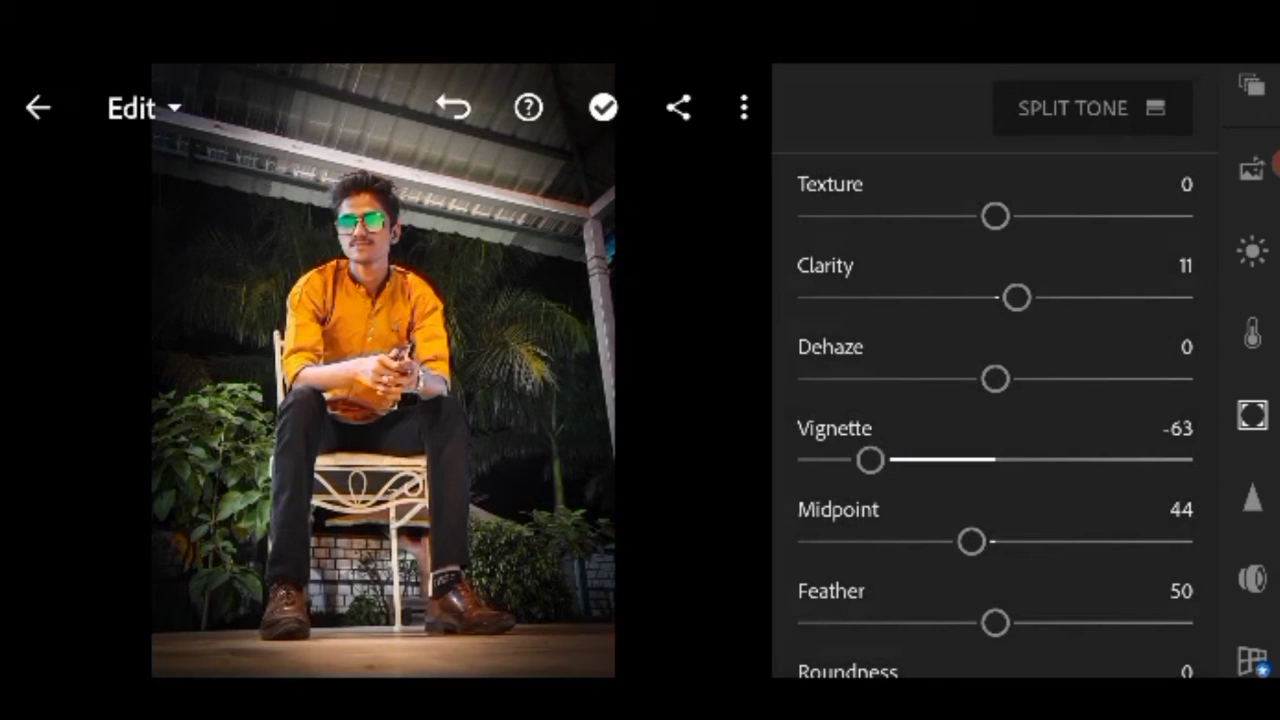 Edit
SPLIT TONE
Texture 0
Clarity 11
Dehaze 0
Vignette -63
Midpoint 44
Feather 50
Roundness 0